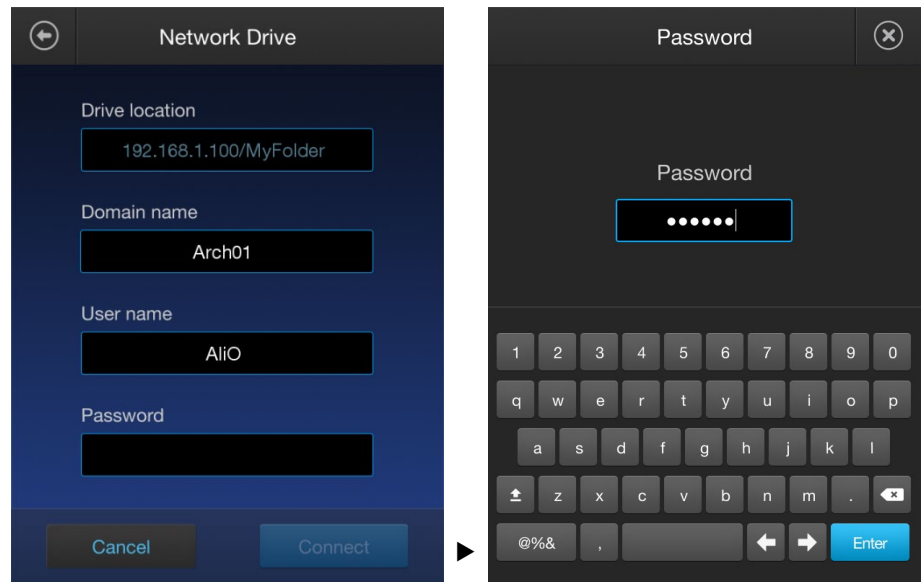 Network Drive
Drive location
192.168.1.100/MyFolder
Domain name
Arch01
User name
AliO
Password
Cancel
Connect
Password
Password
••••••
1 2 3 4 5 6 7 8 9 0
q w e r t y u i o p
a s d f g h j k l
z x c v b n m .
@%& , Enter